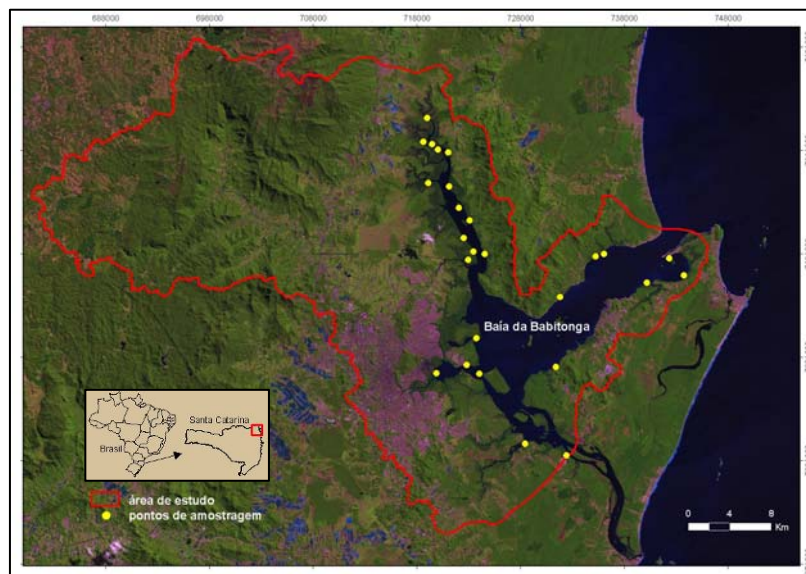 688000 698000 708000 718000 728000 738000 748000
Baía da Babitonga
Santa Catarina
Brasil
área de estudo
pontos de amostragem
0 4 8
Km